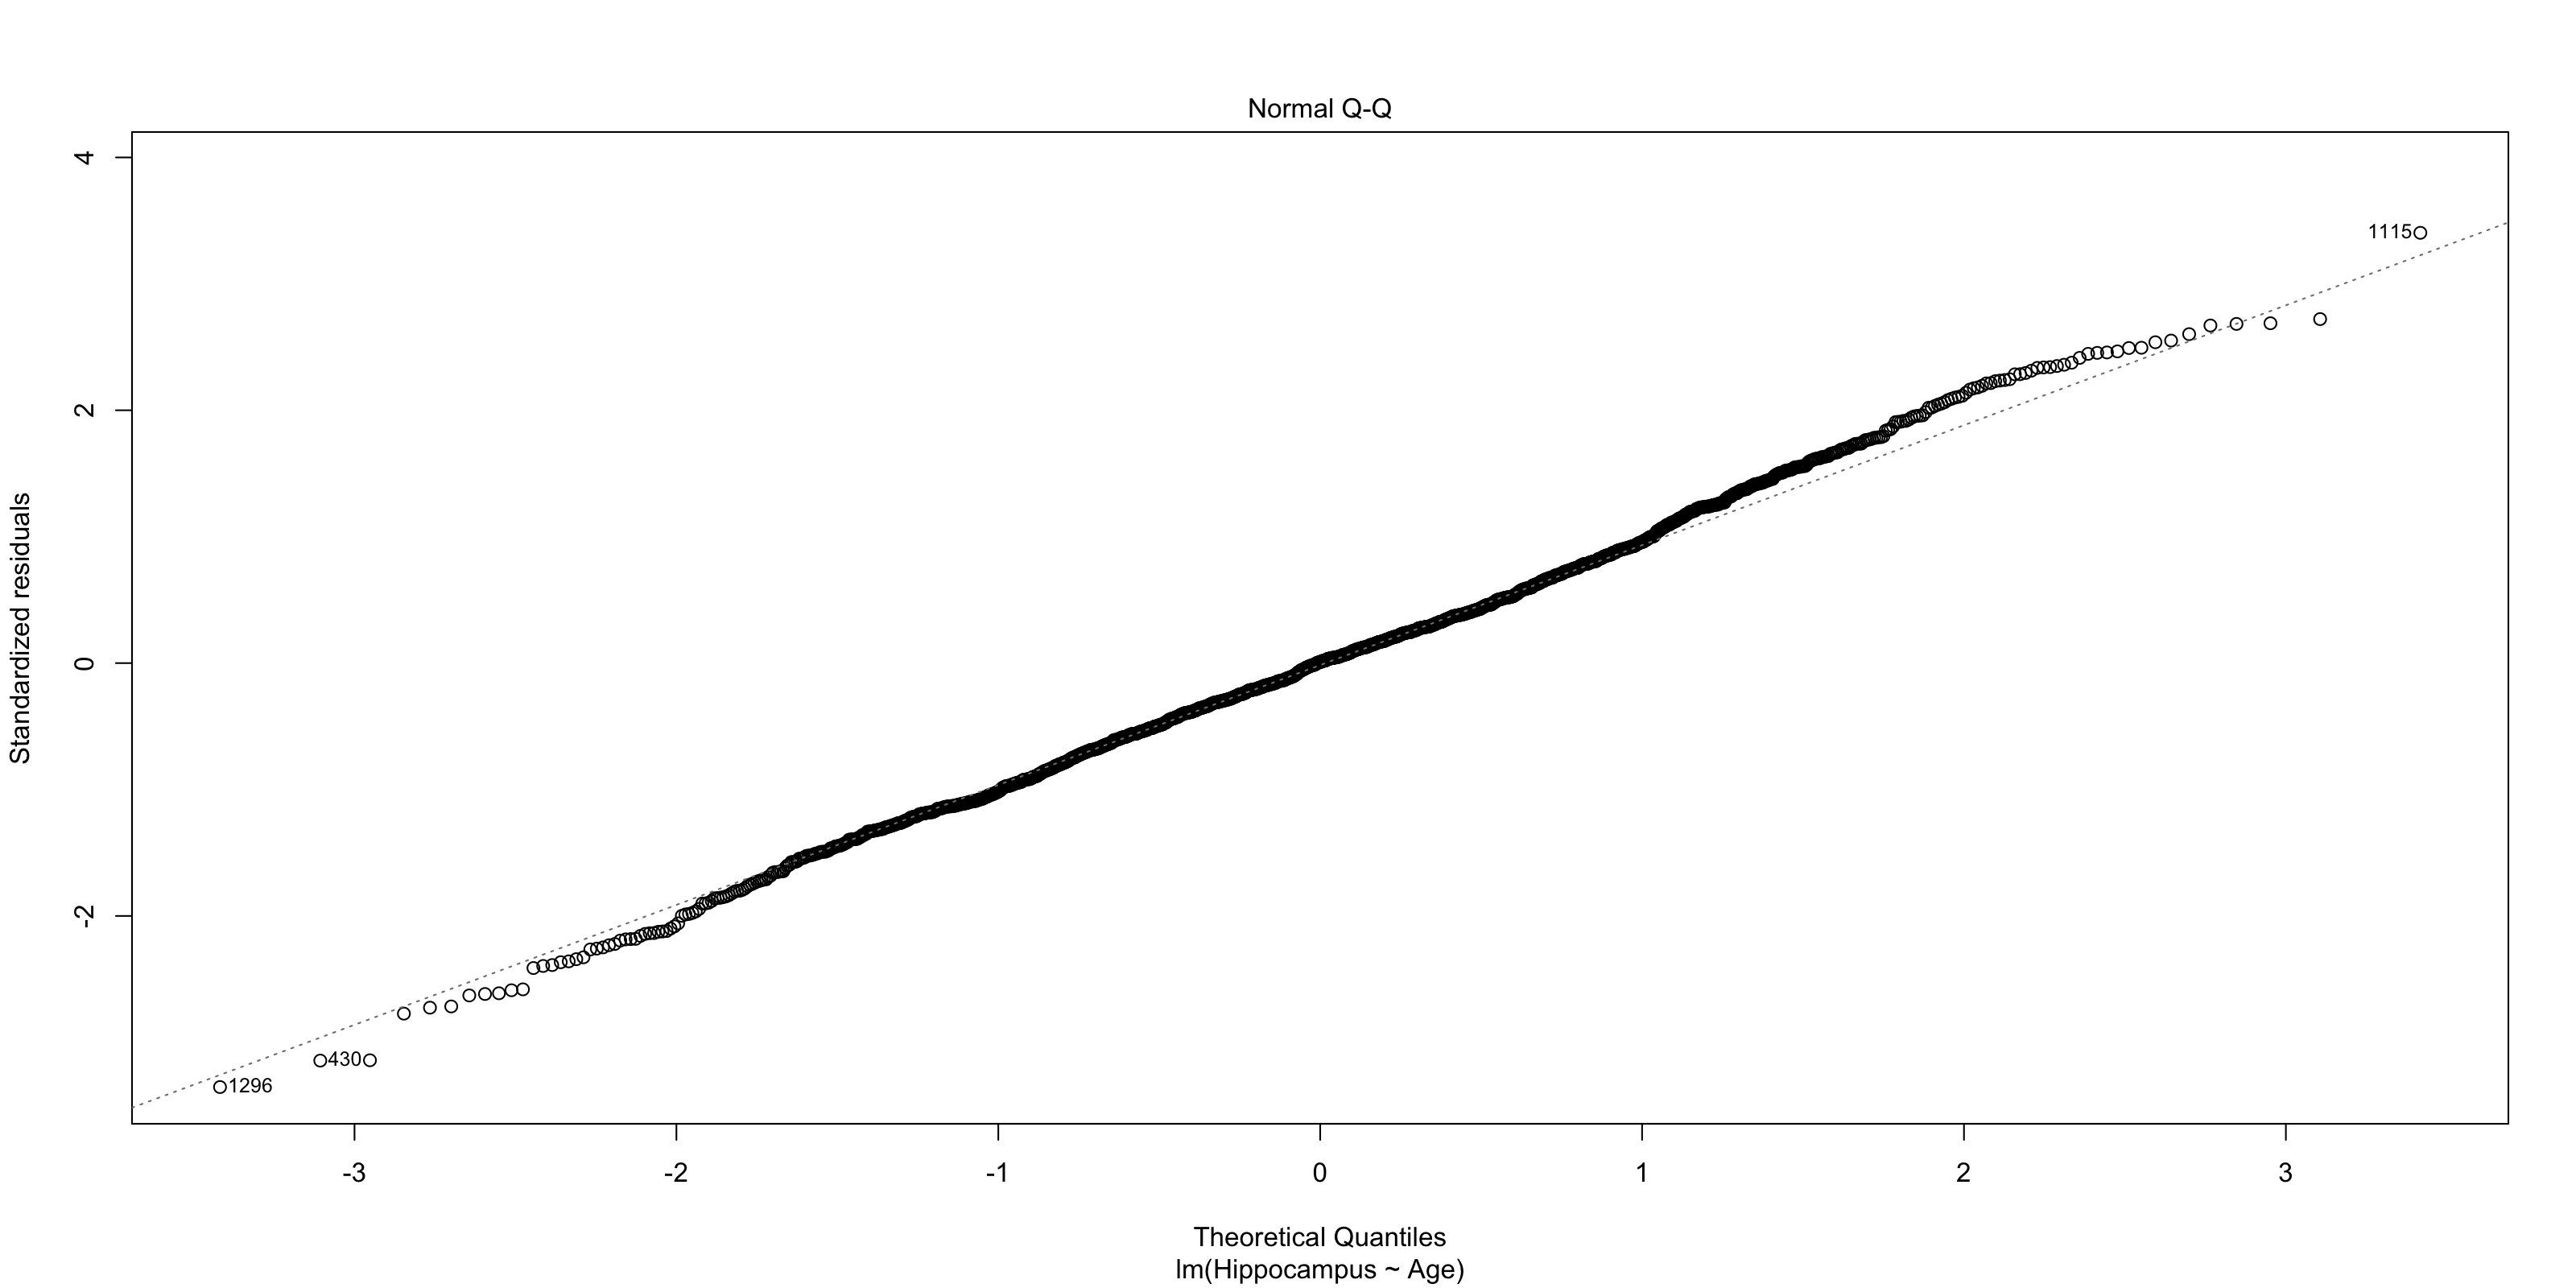 Normal Q-Q
4
2
0
-2
Standardized residuals
1115
430
1296
-3 -2 -1 0 1 2 3
Theoretical Quantiles
lm(Hippocampus ~ Age)